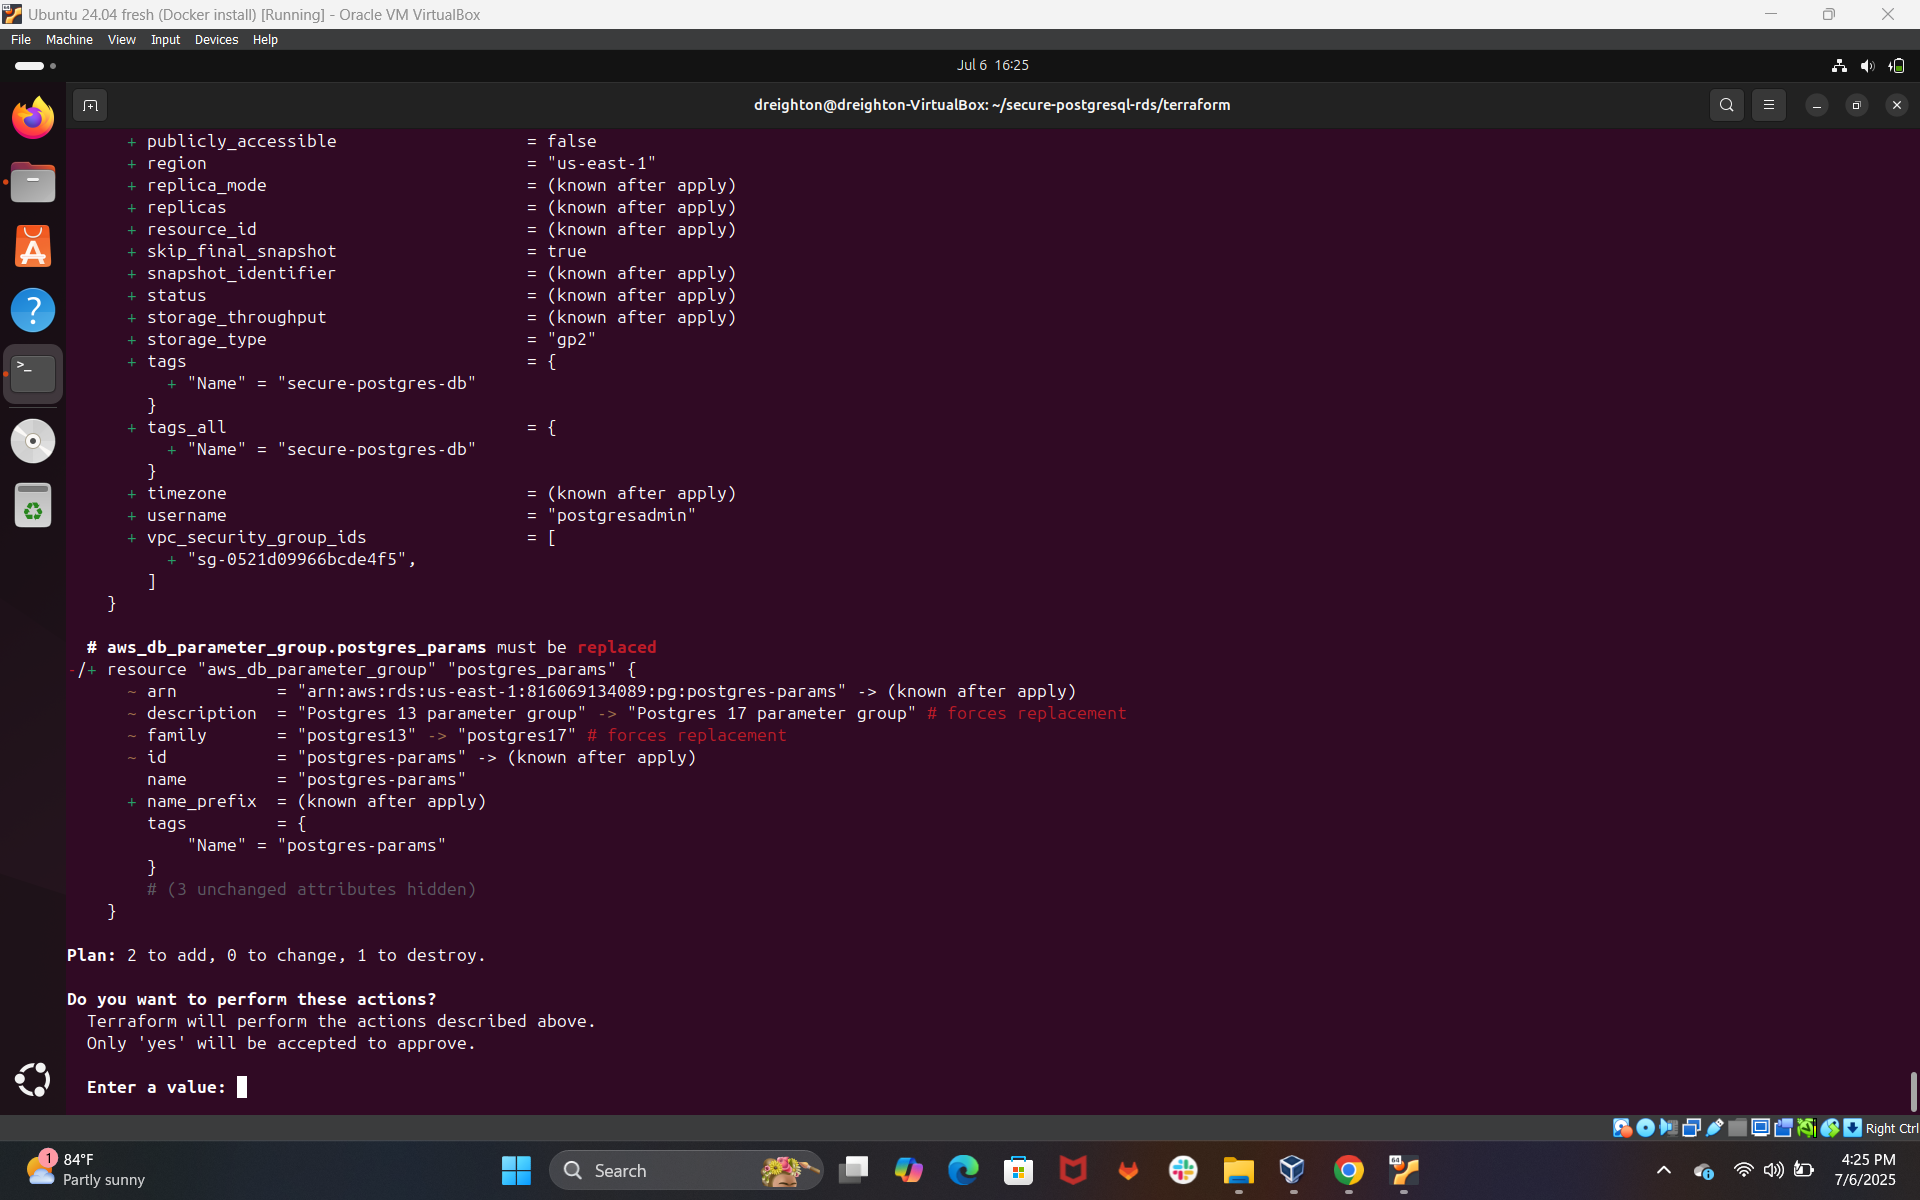 Ubuntu 24.04 fresh (Docker install) [Running] - Oracle VM VirtualBox
File Machine View Input Devices Help
Jul 6 16:25
dreighton@dreighton-VirtualBox: ~/secure-postgresql-rds/terraform
+ publicly_accessible = false
+ region = "us-east-1"
+ replica_mode = (known after apply)
+ replicas = (known after apply)
+ resource_id = (known after apply)
+ skip_final_snapshot = true
+ snapshot_identifier = (known after apply)
+ status = (known after apply)
+ storage_throughput = (known after apply)
+ storage_type = "gp2"
+ tags = {
+ "Name" = "secure-postgres-db"
}
+ tags_all = {
+ "Name" = "secure-postgres-db"
}
+ timezone = (known after apply)
+ username = "postgresadmin"
+ vpc_security_group_ids = [
+ "sg-0521d09966bcde4f5",
]
}
# aws_db_parameter_group.postgres_params must be replaced
-/+ resource "aws_db_parameter_group" "postgres_params" {
~ arn = "arn:aws:rds:us-east-1:816069134089:pg:postgres-params" -> (known after apply)
~ description = "Postgres 13 parameter group" -> "Postgres 17 parameter group" # forces replacement
~ family = "postgres13" -> "postgres17" # forces replacement
~ id = "postgres-params" -> (known after apply)
name = "postgres-params"
+ name_prefix = (known after apply)
tags = {
"Name" = "postgres-params"
}
# (3 unchanged attributes hidden)
}
Plan: 2 to add, 0 to change, 1 to destroy.
Do you want to perform these actions?
Terraform will perform the actions described above.
Only 'yes' will be accepted to approve.
Enter a value:
Right Ctrl
1
84°F
Partly sunny
Search
64
4:25 PM
7/6/2025